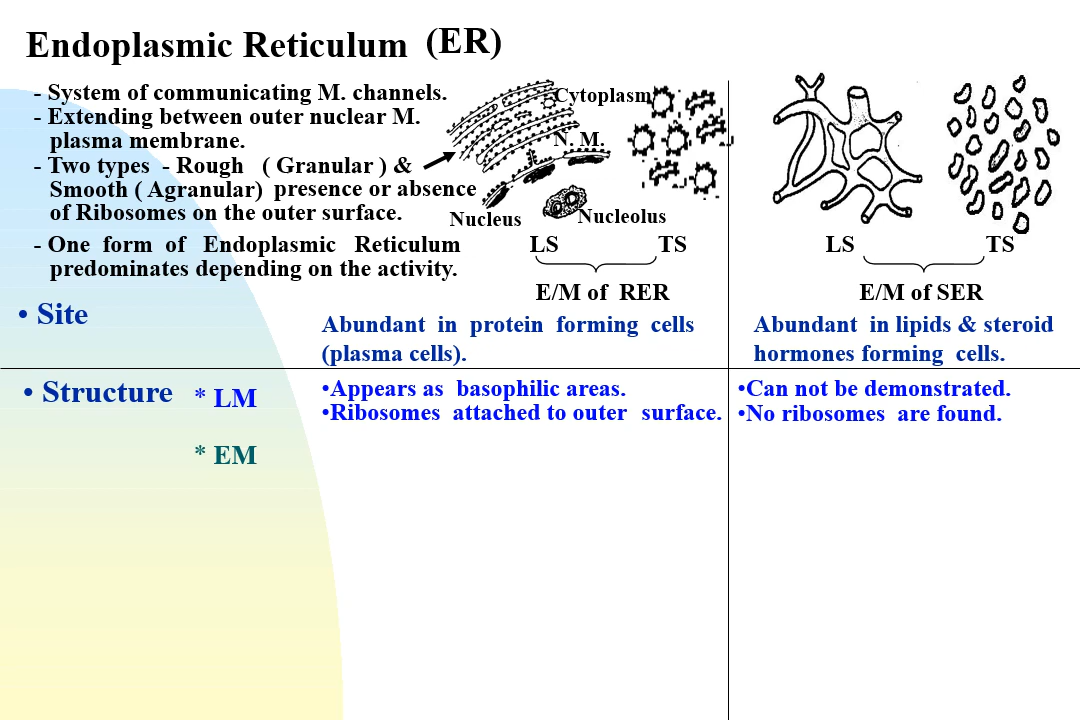 Endoplasmic Reticulum (ER)
- System of communicating M. channels.
- Extending between outer nuclear M.
plasma membrane.
- Two types - Rough ( Granular ) &
Smooth ( Agranular) presence or absence
of Ribosomes on the outer surface.
- One form of Endoplasmic Reticulum
predominates depending on the activity.
Cytoplasm
N. M.
Nucleus
Nucleolus
LS TS
E/M of RER
LS TS
E/M of SER
• Site
Abundant in protein forming cells
(plasma cells).
Abundant in lipids & steroid
hormones forming cells.
• Structure * LM
•Appears as basophilic areas.
•Ribosomes attached to outer surface.
•Can not be demonstrated.
•No ribosomes are found.
* EM